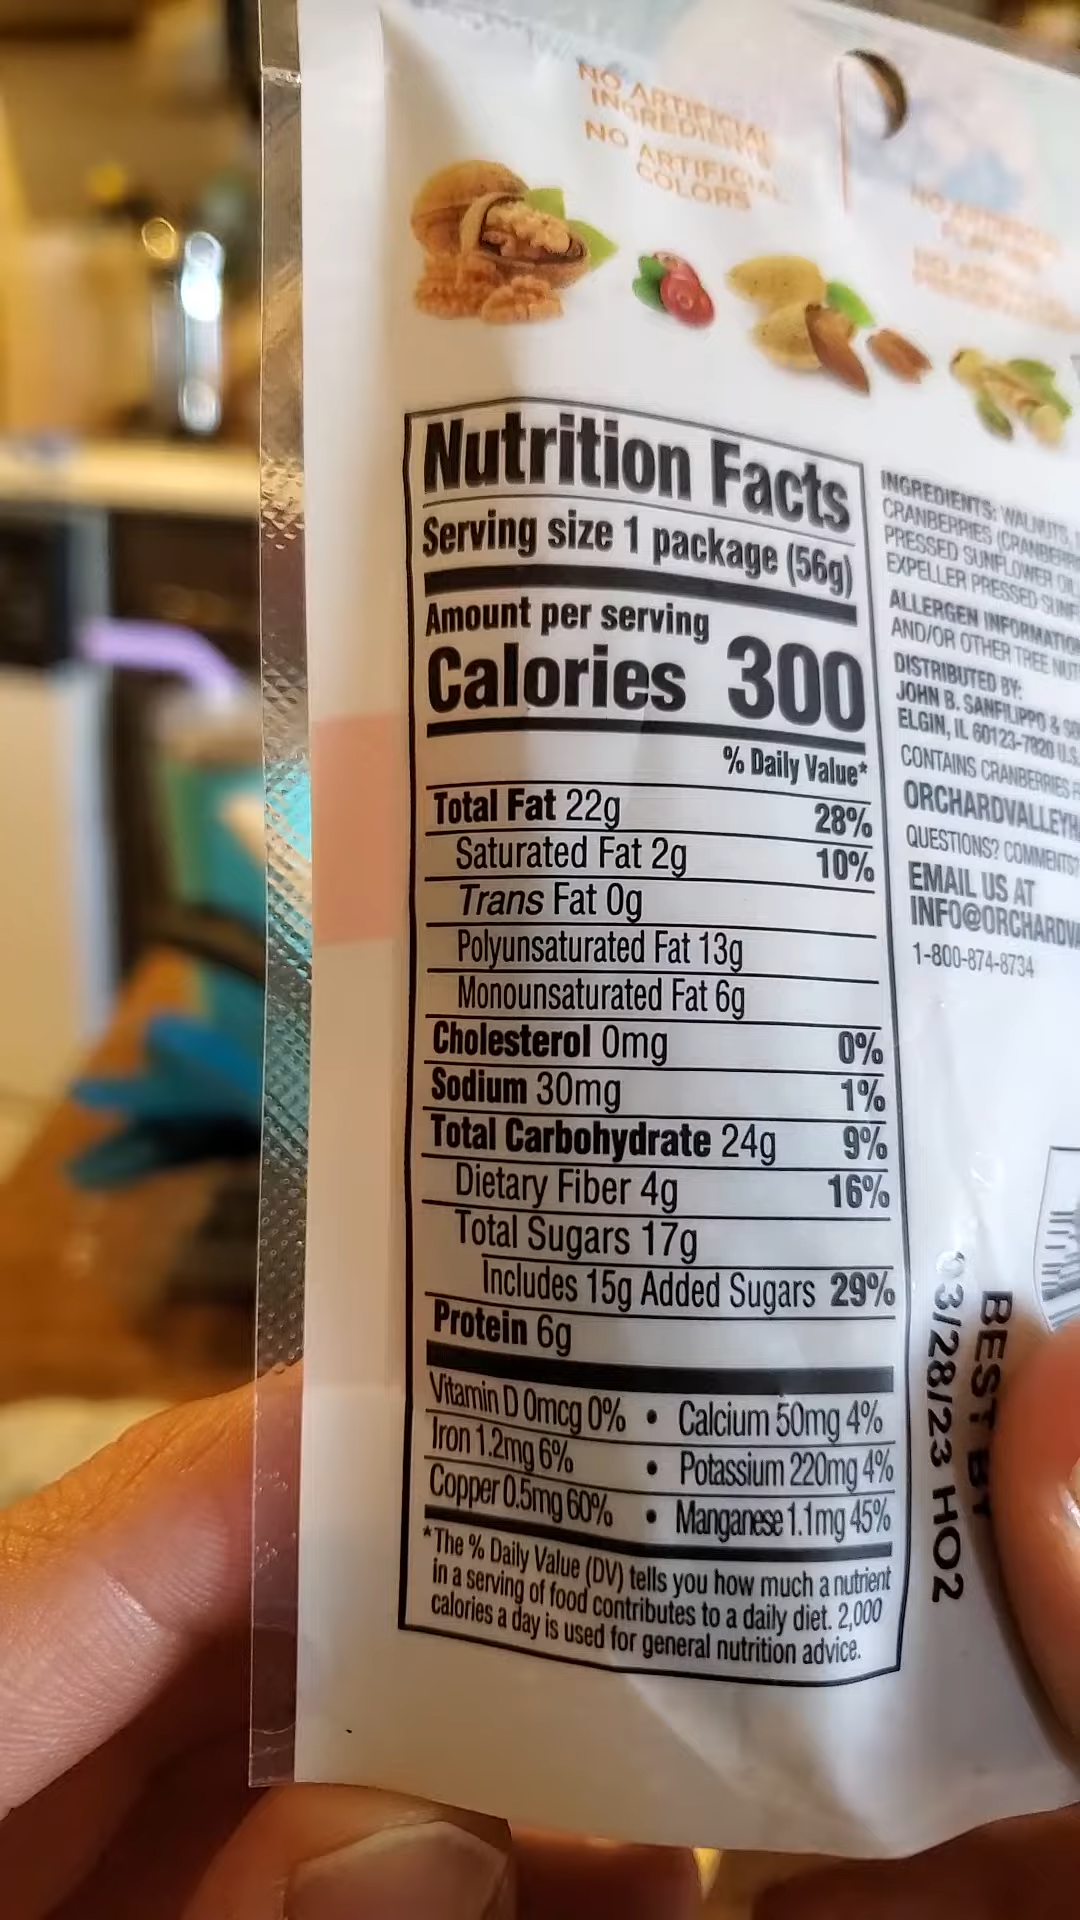 NO ARTIFICIAL
INGREDIENTS
NO ARTIFICIAL
COLORS
Nutrition Facts
Serving size 1 package (56g)
Amount per serving
Calories 300
% Daily Value*
Total Fat 22g 28%
Saturated Fat 2g 10%
Trans Fat 0g
Polyunsaturated Fat 13g
Monounsaturated Fat 6g
Cholesterol 0mg 0%
Sodium 30mg 1%
Total Carbohydrate 24g 9%
Dietary Fiber 4g 16%
Total Sugars 17g
Includes 15g Added Sugars 29%
Protein 6g
Vitamin D 0mcg 0% • Calcium 50mg 4%
Iron 1.2mg 6% • Potassium 220mg 4%
Copper 0.5mg 60% • Manganese 1.1mg 45%
*The % Daily Value (DV) tells you how much a nutrient
in a serving of food contributes to a daily diet. 2,000
calories a day is used for general nutrition advice.
INGREDIENTS: WALNUTS,
CRANBERRIES
PRESSED SUNFLOWER OIL
EXPELLER PRESSED
ALLERGEN INFORMATION
AND/OR OTHER TREE
DISTRIBUTED BY:
JOHN B. SANFILIPPO &
ELGIN, IL 60123-7820 U.S.
CONTAINS CRANBERRIES
ORCHARDVALLEYH
QUESTIONS? COMMENTS?
EMAIL US AT
INFO@ORCHARDVA
1-800-874-8734
BEST BY
03/28/23 HO2